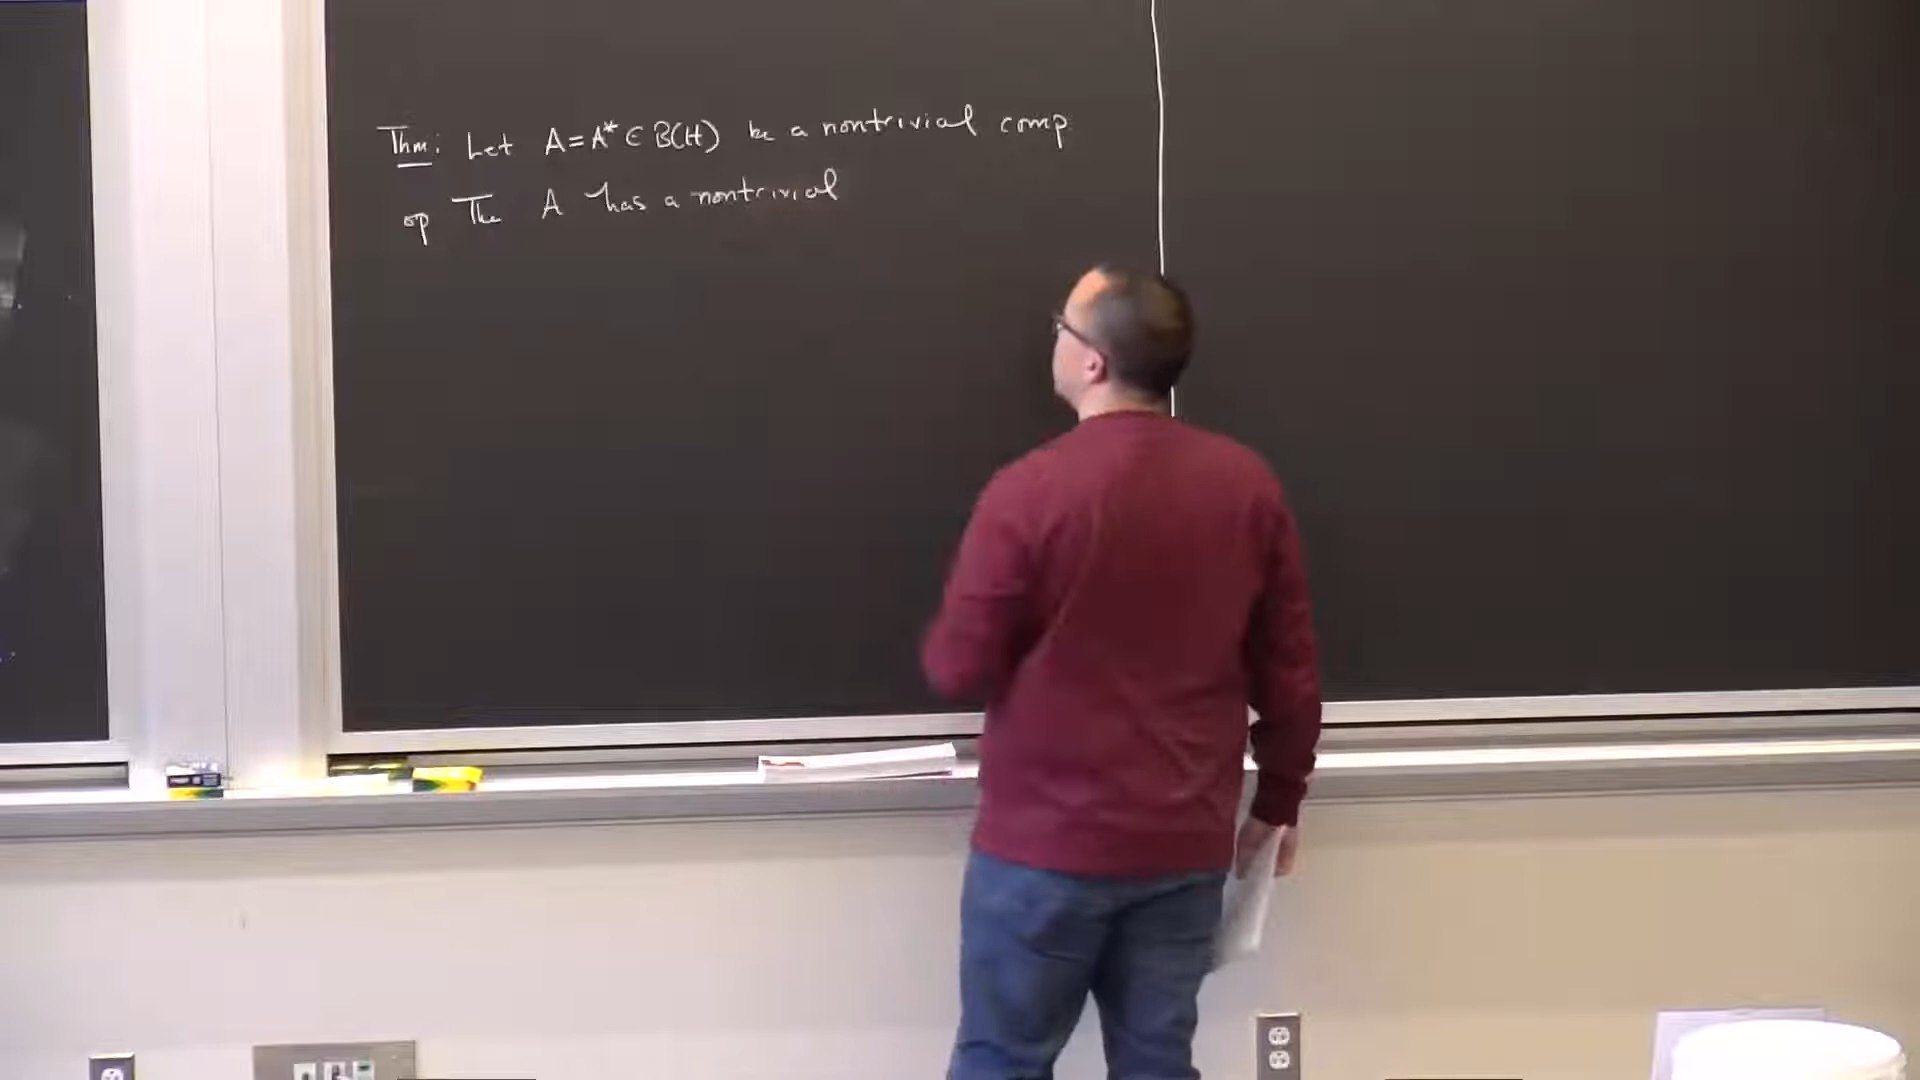 Thm: Let A=A* ∈ B(H) be a nontrivial comp
op The A has a nontrivial